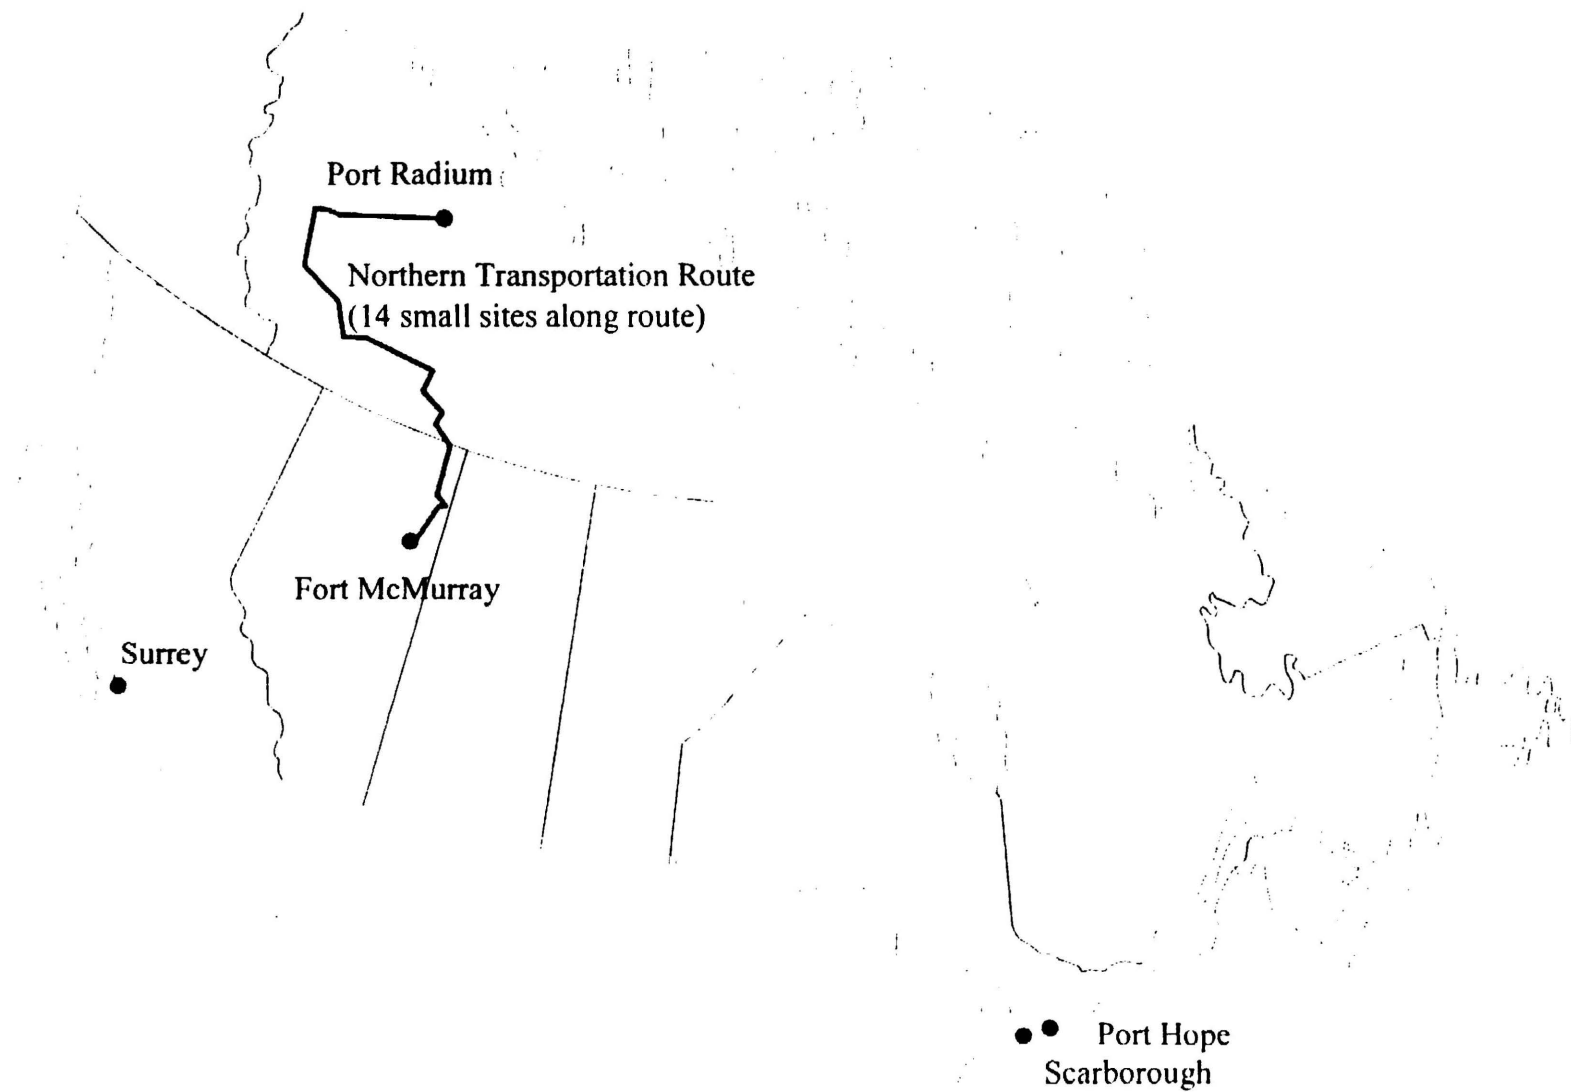 Port Radium
Northern Transportation Route
(14 small sites along route)
Fort McMurray
Surrey
Port Hope
Scarborough